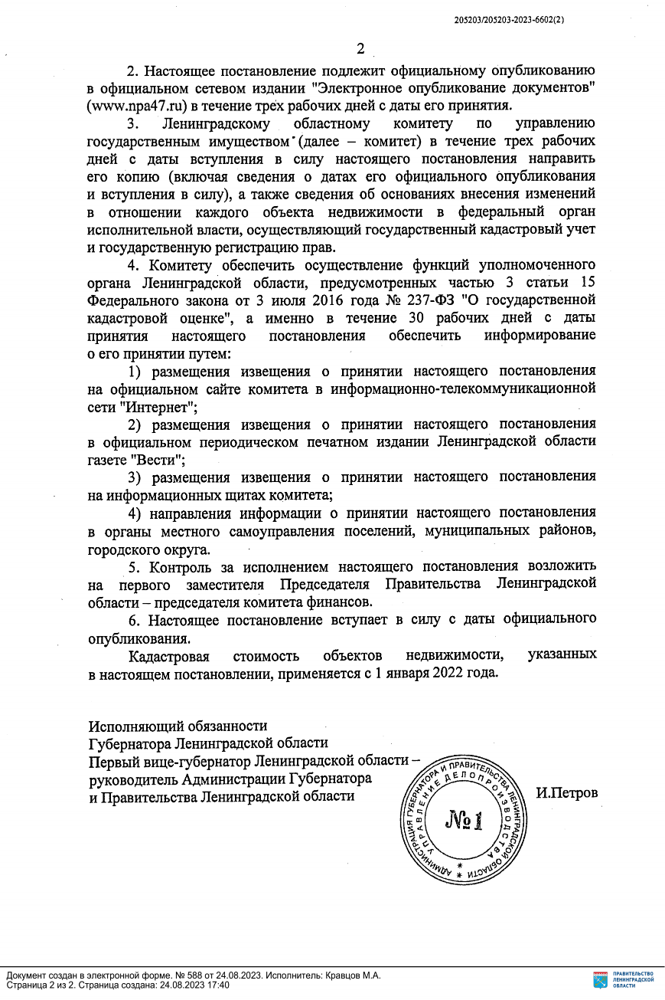 205203/205203-2023-6602(2)
2
2. Настоящее постановление подлежит официальному опубликованию
в официальном сетевом издании "Электронное опубликование документов"
(www.npa47.ru) в течение трех рабочих дней с даты его принятия.
3. Ленинградскому областному комитету по управлению
государственным имуществом (далее – комитет) в течение трех рабочих
дней с даты вступления в силу настоящего постановления направить
его копию (включая сведения о датах его официального опубликования
и вступления в силу), а также сведения об основаниях внесения изменений
в отношении каждого объекта недвижимости в федеральный орган
исполнительной власти, осуществляющий государственный кадастровый учет
и государственную регистрацию прав.
4. Комитету обеспечить осуществление функций уполномоченного
органа Ленинградской области, предусмотренных частью 3 статьи 15
Федерального закона от 3 июля 2016 года № 237-ФЗ "О государственной
кадастровой оценке", а именно в течение 30 рабочих дней с даты
принятия настоящего постановления обеспечить информирование
о его принятии путем:
1) размещения извещения о принятии настоящего постановления
на официальном сайте комитета в информационно-телекоммуникационной
сети "Интернет";
2) размещения извещения о принятии настоящего постановления
в официальном периодическом печатном издании Ленинградской области
газете "Вести";
3) размещения извещения о принятии настоящего постановления
на информационных щитах комитета;
4) направления информации о принятии настоящего постановления
в органы местного самоуправления поселений, муниципальных районов,
городского округа.
5. Контроль за исполнением настоящего постановления возложить
на первого заместителя Председателя Правительства Ленинградской
области – председателя комитета финансов.
6. Настоящее постановление вступает в силу с даты официального
опубликования.
Кадастровая стоимость объектов недвижимости, указанных
в настоящем постановлении, применяется с 1 января 2022 года.
Исполняющий обязанности
Губернатора Ленинградской области
Первый вице-губернатор Ленинградской области –
руководитель Администрации Губернатора
и Правительства Ленинградской области
И.Петров
АДМИНИСТРАЦИЯ ГУБЕРНАТОРА И ПРАВИТЕЛЬСТВА ЛЕНИНГРАДСКОЙ ОБЛАСТИ *
УПРАВЛЕНИЕ ДЕЛОПРОИЗВОДСТВА *
№1
Документ создан в электронной форме. № 588 от 24.08.2023. Исполнитель: Кравцов М.А.
Страница 2 из 2. Страница создана: 24.08.2023 17:40
ПРАВИТЕЛЬСТВО
ЛЕНИНГРАДСКОЙ
ОБЛАСТИ